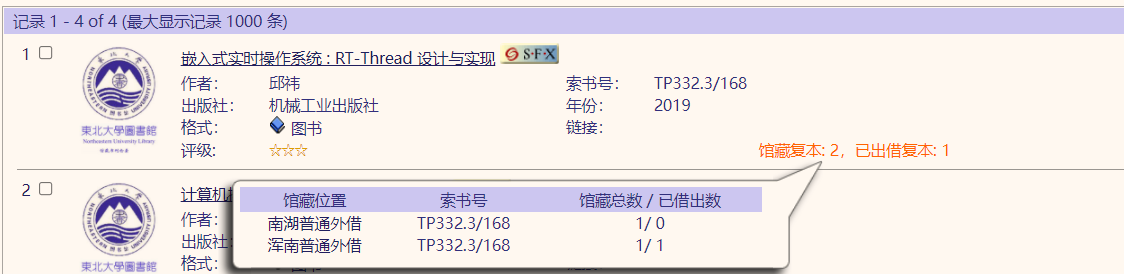 记录 1 - 4 of 4 (最大显示记录 1000 条)
1
嵌入式实时操作系统 : RT-Thread 设计与实现 S·F·X
作者： 邱祎 索书号： TP332.3/168
出版社： 机械工业出版社 年份： 2019
東北大學圖書館
Northeastern University Library
格式： 图书 链接：
评级： 馆藏复本: 2，已出借复本: 1
2
计算机
作者：
出版社
格式：
東北大學圖書館
馆藏位置 索书号 馆藏总数 / 已借出数
南湖普通外借 TP332.3/168 1/ 0
浑南普通外借 TP332.3/168 1/ 1